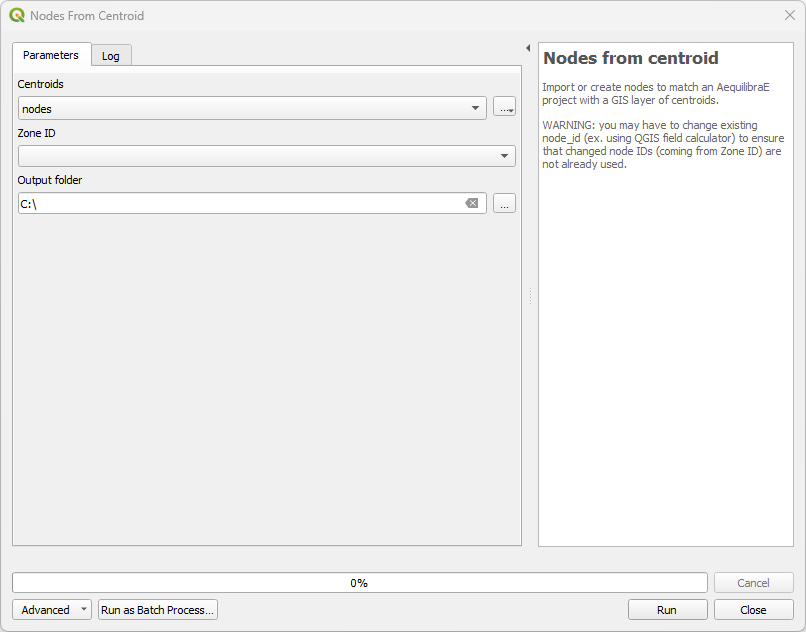 Nodes From Centroid
Parameters
Log
Centroids
nodes
...
Zone ID
Output folder
C:\
...
Nodes from centroid
Import or create nodes to match an AequilibraE
project with a GIS layer of centroids.
WARNING: you may have to change existing
node_id (ex. using QGIS field calculator) to ensure
that changed node IDs (coming from Zone ID) are
not already used.
0%
Cancel
Advanced
Run as Batch Process...
Run
Close